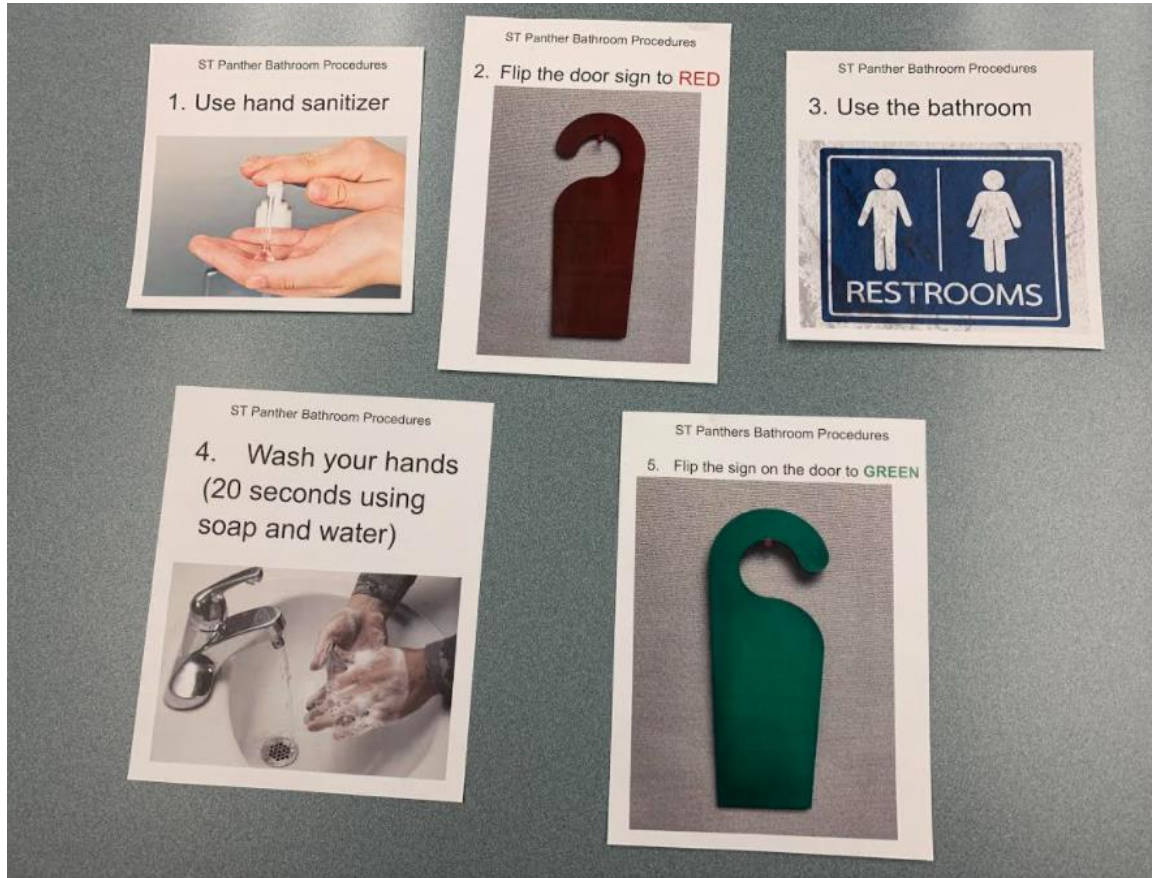 ST Panther Bathroom Procedures
1. Use hand sanitizer
ST Panther Bathroom Procedures
2. Flip the door sign to RED
ST Panther Bathroom Procedures
3. Use the bathroom
RESTROOMS
ST Panther Bathroom Procedures
4. Wash your hands
(20 seconds using
soap and water)
ST Panthers Bathroom Procedures
5. Flip the sign on the door to GREEN